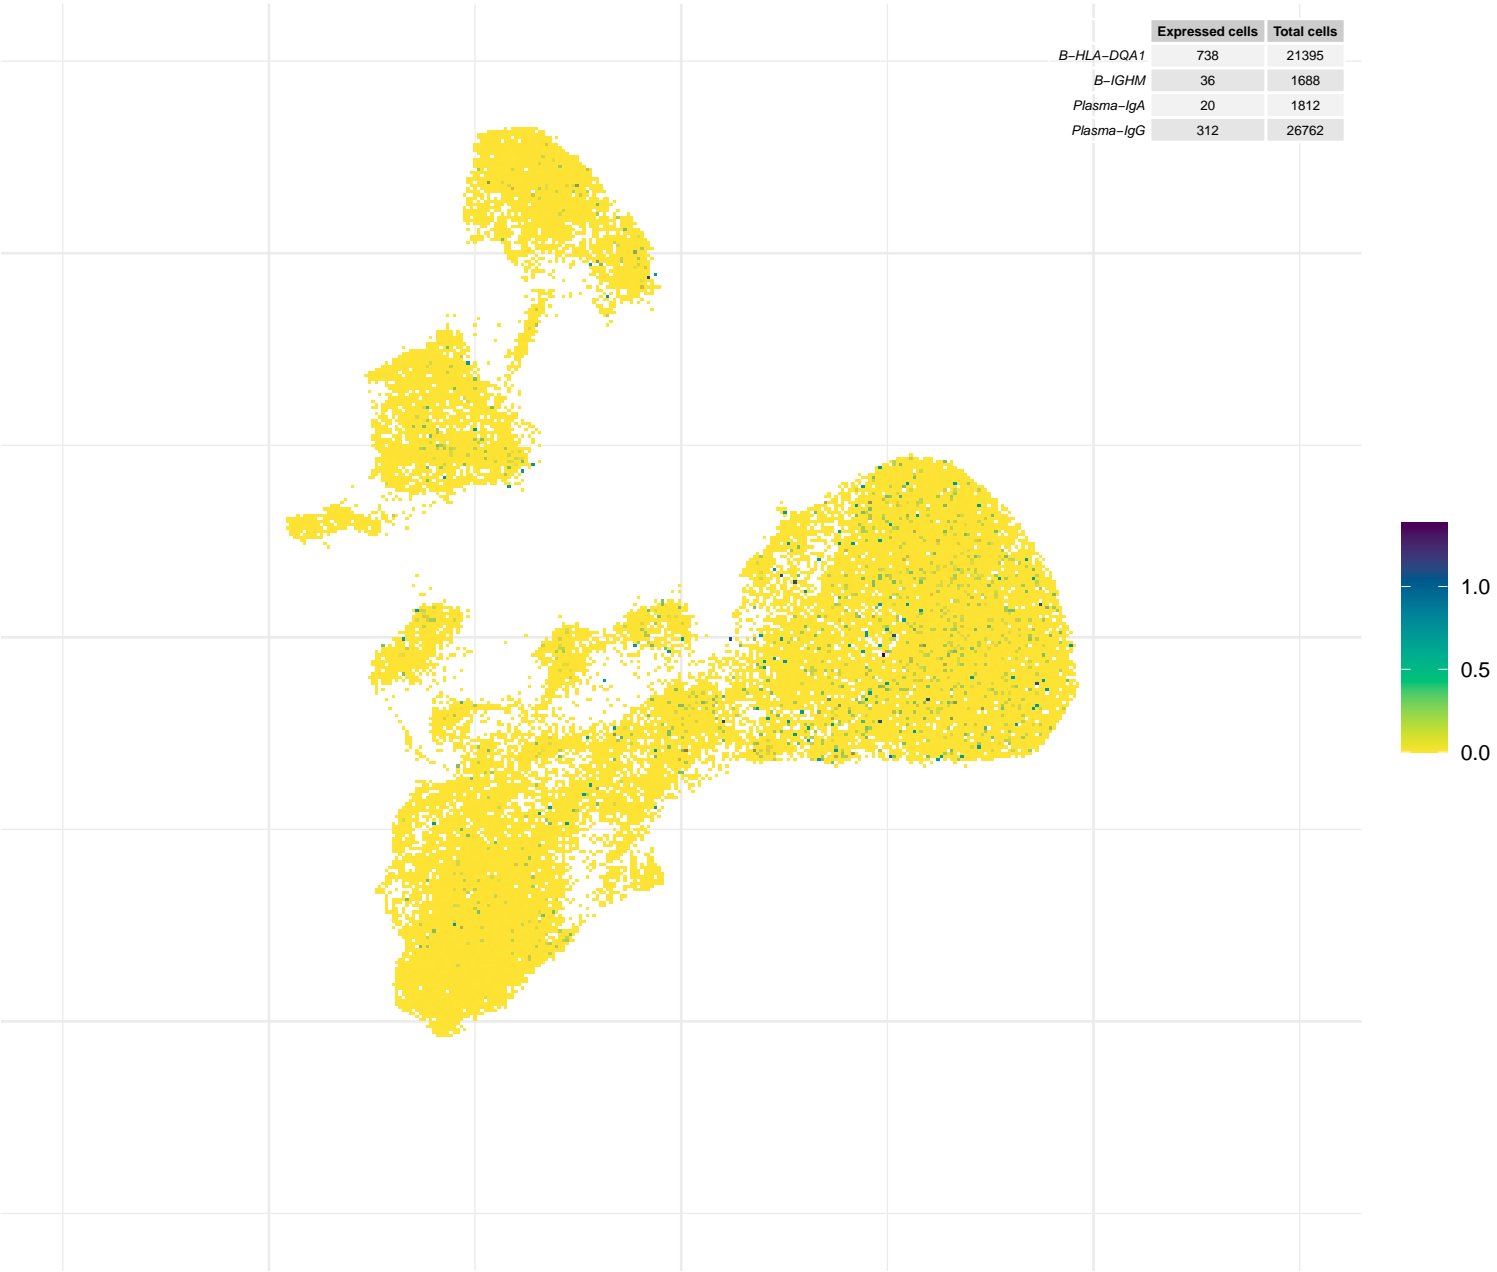 Expressed cells Total cells
B−HLA−DQA1 738 21395
B−IGHM 36 1688
Plasma−IgA 20 1812
Plasma−IgG 312 26762
1.0
0.5
0.0